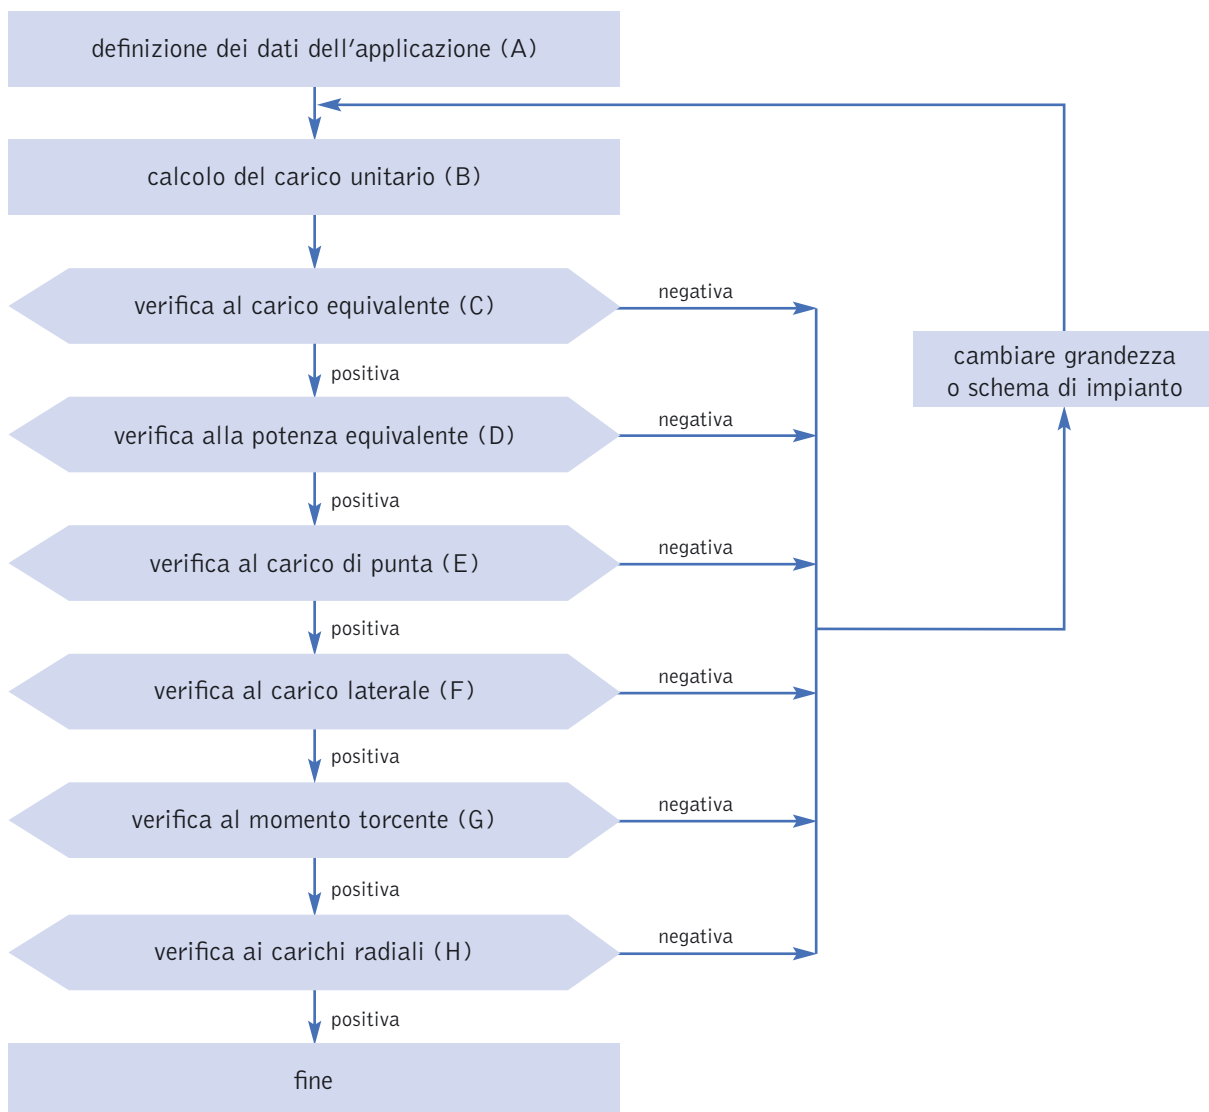 definizione dei dati dell'applicazione (A)
calcolo del carico unitario (B)
verifica al carico equivalente (C)
negativa
positiva
cambiare grandezza
o schema di impianto
verifica alla potenza equivalente (D)
negativa
positiva
verifica al carico di punta (E)
negativa
positiva
verifica al carico laterale (F)
negativa
positiva
verifica al momento torcente (G)
negativa
positiva
verifica ai carichi radiali (H)
negativa
positiva
fine